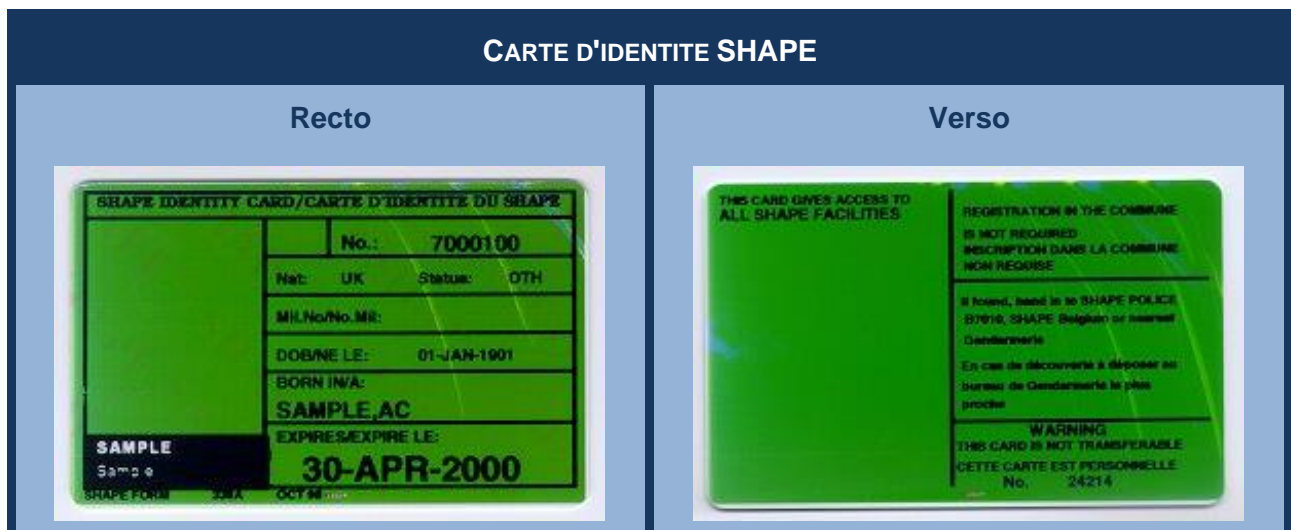 CARTE D'IDENTITE SHAPE
Recto
Verso
SHAPE IDENTITY CARD/CARTE D'IDENTITE DU SHAPE
No.: 7000100
Nat: UK Status: OTH
Mil.No/No.Mil:
DOB/NE LE: 01-JAN-1901
BORN IN/A:
SAMPLE,AC
EXPIRES/EXPIRE LE:
30-APR-2000
SAMPLE
Sample
SHAPE FORM OCT
THIS CARD GIVES ACCESS TO
ALL SHAPE FACILITIES
REGISTRATION IN THE COMMUNE
IS NOT REQUIRED
INSCRIPTION DANS LA COMMUNE
NON REQUISE
If found, hand in to SHAPE POLICE
B7010, SHAPE Belgium or nearest
Gendarmerie
En cas de découverte à déposer au
bureau de Gendarmerie le plus
proche
WARNING
THIS CARD IS NOT TRANSFERABLE
CETTE CARTE EST PERSONNELLE
No. 24214